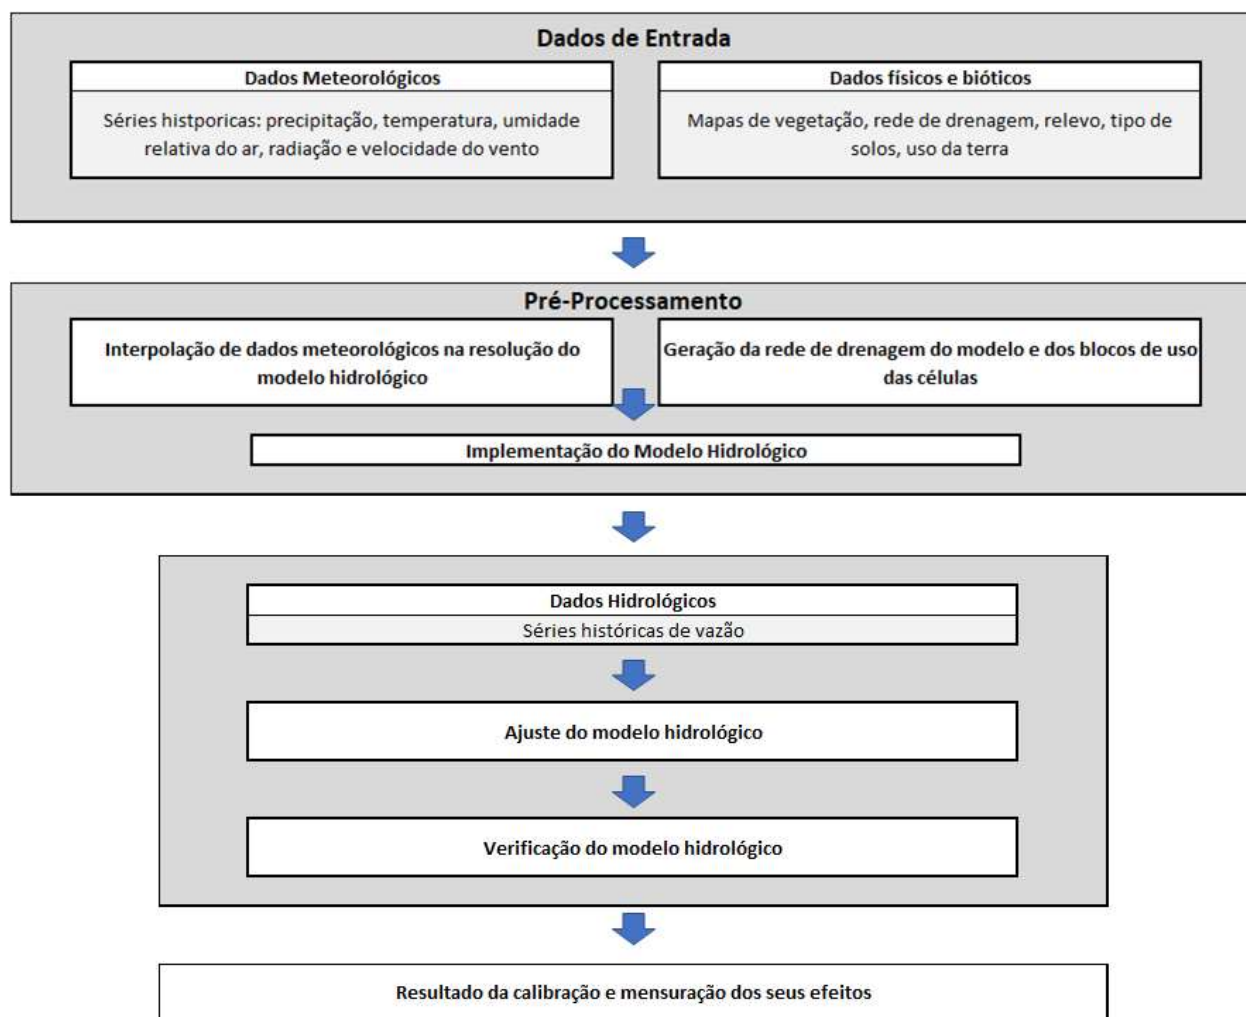 Dados de Entrada
Dados Meteorológicos
Séries histporicas: precipitação, temperatura, umidade
relativa do ar, radiação e velocidade do vento
Dados físicos e bióticos
Mapas de vegetação, rede de drenagem, relevo, tipo de
solos, uso da terra
Pré-Processamento
Interpolação de dados meteorológicos na resolução do
modelo hidrológico
Geração da rede de drenagem do modelo e dos blocos de uso
das células
Implementação do Modelo Hidrológico
Dados Hidrológicos
Séries históricas de vazão
Ajuste do modelo hidrológico
Verificação do modelo hidrológico
Resultado da calibração e mensuração dos seus efeitos